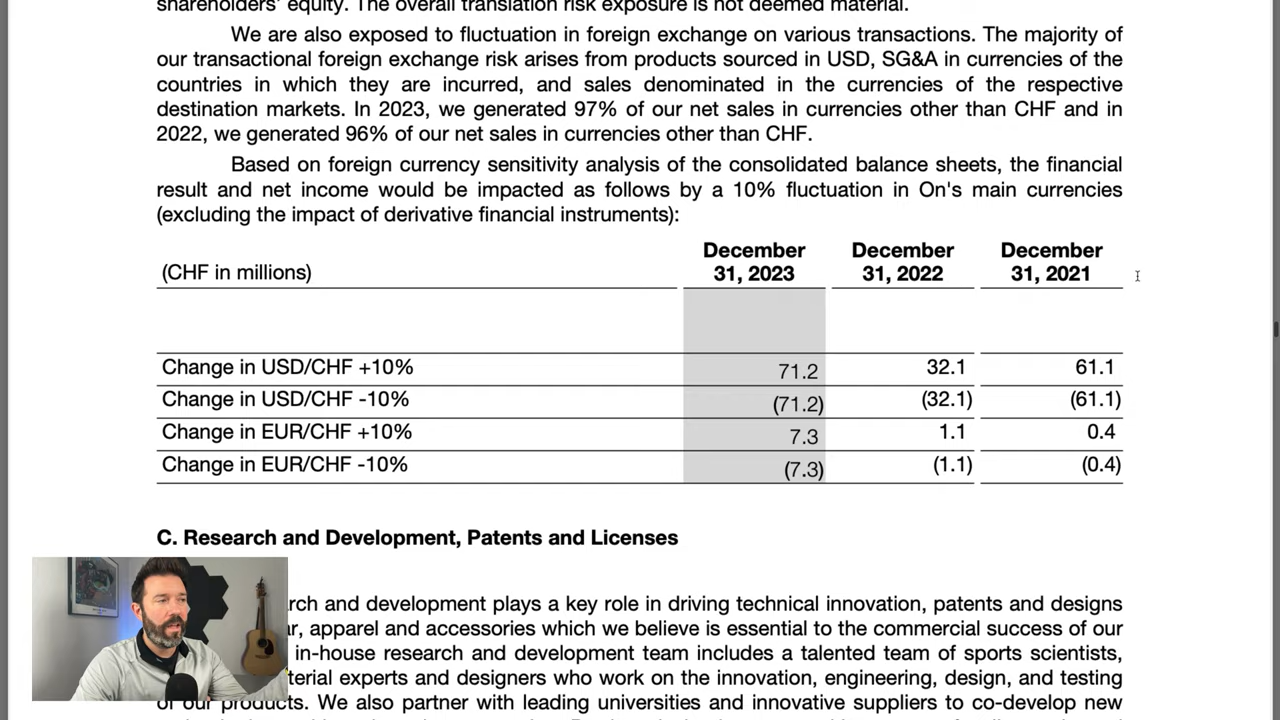 shareholders' equity. The overall translation risk exposure is not deemed material.
We are also exposed to fluctuation in foreign exchange on various transactions. The majority of
our transactional foreign exchange risk arises from products sourced in USD, SG&A in currencies of the
countries in which they are incurred, and sales denominated in the currencies of the respective
destination markets. In 2023, we generated 97% of our net sales in currencies other than CHF and in
2022, we generated 96% of our net sales in currencies other than CHF.
Based on foreign currency sensitivity analysis of the consolidated balance sheets, the financial
result and net income would be impacted as follows by a 10% fluctuation in On's main currencies
(excluding the impact of derivative financial instruments):
(CHF in millions) December 31, 2023 December 31, 2022 December 31, 2021
Change in USD/CHF +10% 71.2 32.1 61.1
Change in USD/CHF -10% (71.2) (32.1) (61.1)
Change in EUR/CHF +10% 7.3 1.1 0.4
Change in EUR/CHF -10% (7.3) (1.1) (0.4)
C. Research and Development, Patents and Licenses
and development plays a key role in driving technical innovation, patents and designs
apparel and accessories which we believe is essential to the commercial success of our
in-house research and development team includes a talented team of sports scientists,
experts and designers who work on the innovation, engineering, design, and testing
of our products. We also partner with leading universities and innovative suppliers to co-develop new